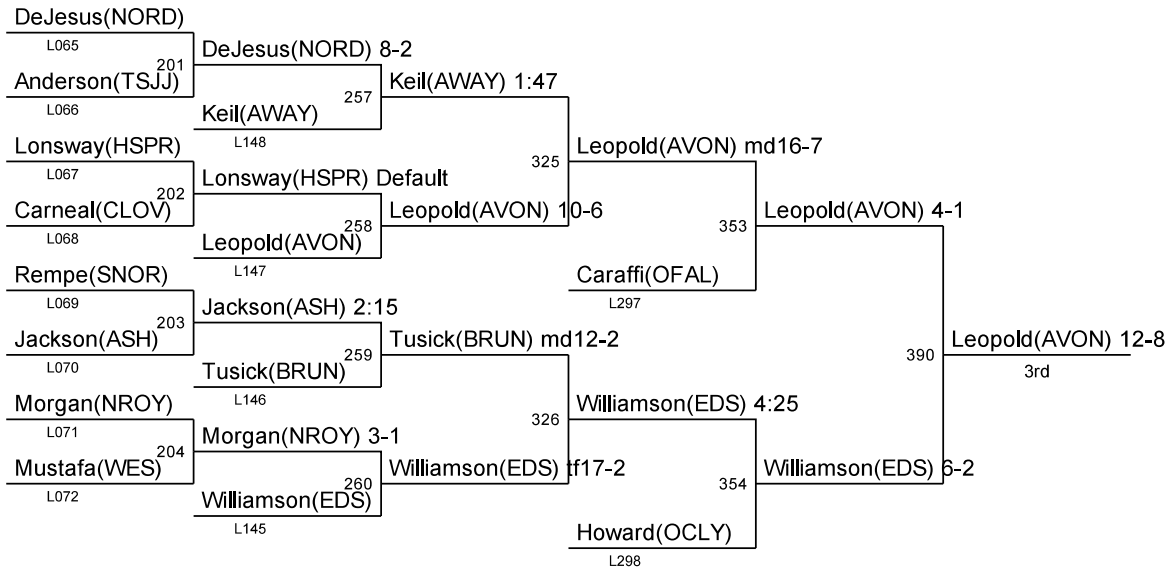 DeJesus(NORD)
L065
201
DeJesus(NORD) 8-2
Anderson(TSJJ)
L066
257
Keil(AWAY) 1:47
Keil(AWAY)
L148
Lonsway(HSPR)
L067
325
Leopold(AVON) md16-7
202
Lonsway(HSPR) Default
Carneal(CLOV)
L068
258
Leopold(AVON) 10-6
353
Leopold(AVON) 4-1
Leopold(AVON)
L147
Rempe(SNOR)
L069
Caraffi(OFAL)
L297
203
Jackson(ASH) 2:15
Jackson(ASH)
L070
259
Tusick(BRUN) md12-2
390
Leopold(AVON) 12-8
3rd
Tusick(BRUN)
L146
Morgan(NROY)
L071
326
Williamson(EDS) 4:25
204
Morgan(NROY) 3-1
Mustafa(WES)
L072
260
Williamson(EDS) tf17-2
354
Williamson(EDS) 6-2
Williamson(EDS)
L145
Howard(OCLY)
L298